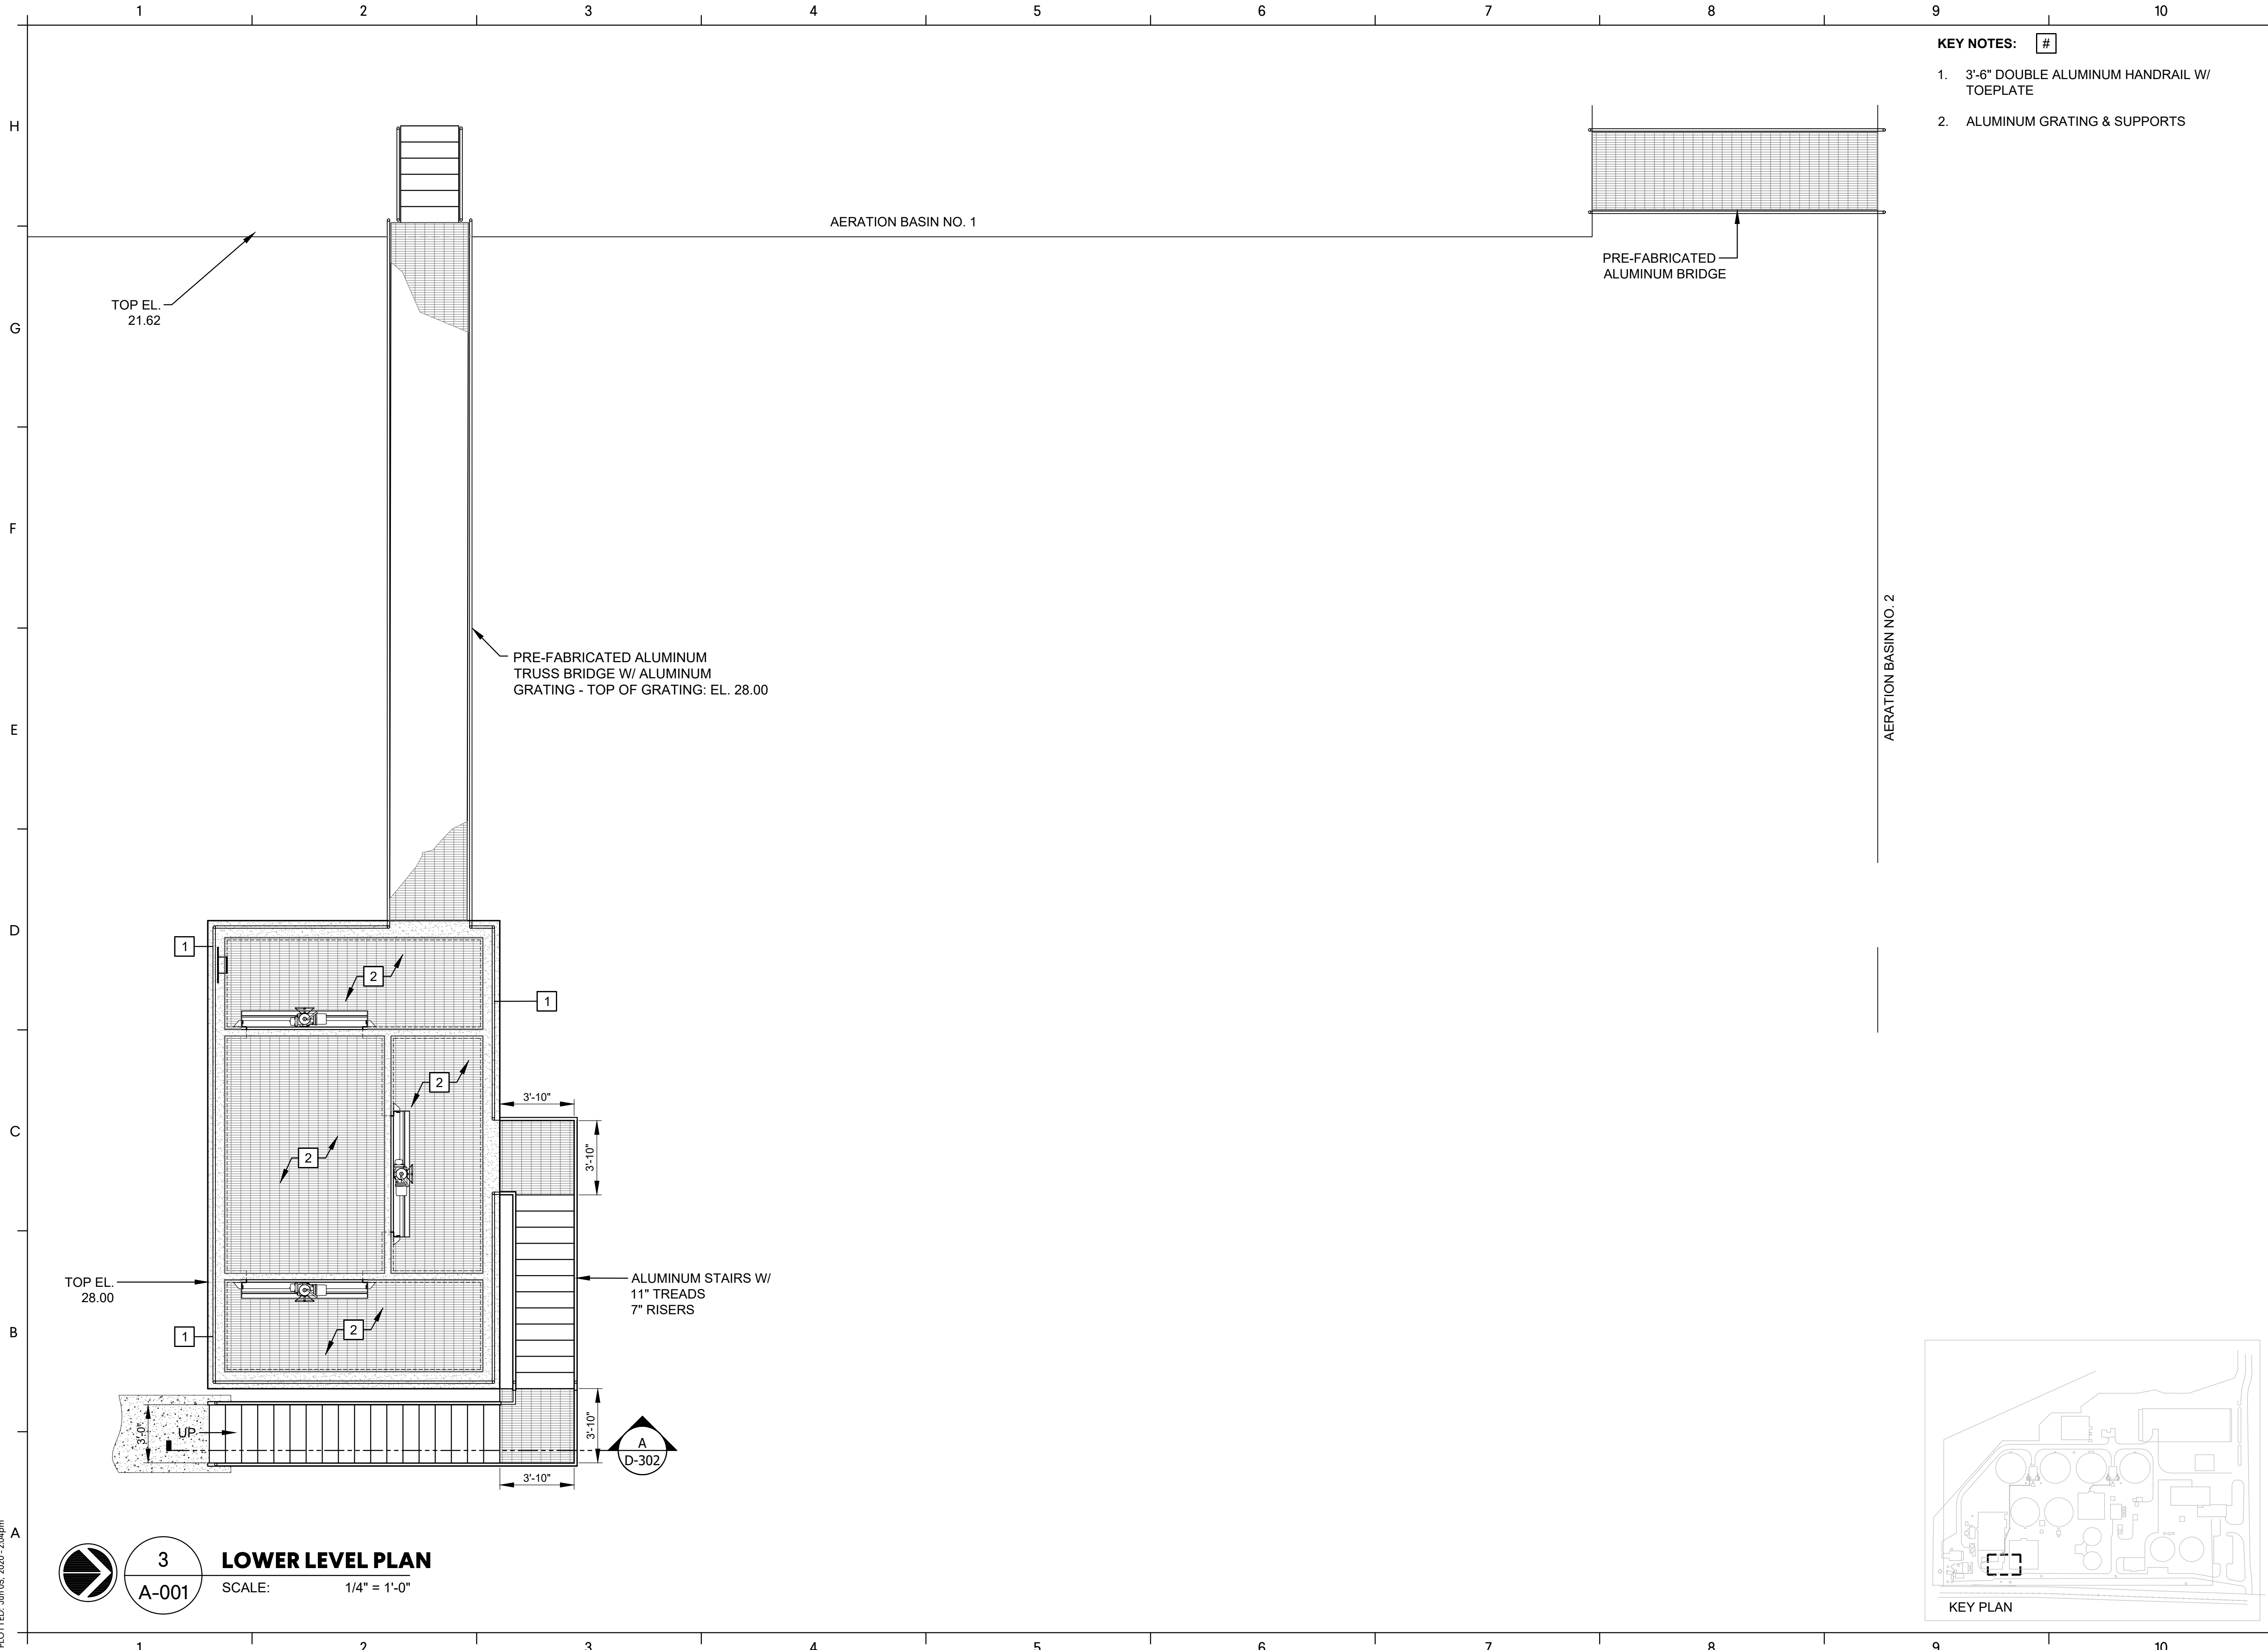 1 2 3 4 5 6 7 8 9 10
KEY NOTES: #
1. 3'-6" DOUBLE ALUMINUM HANDRAIL W/
TOEPLATE
2. ALUMINUM GRATING & SUPPORTS
H
AERATION BASIN NO. 1
PRE-FABRICATED
ALUMINUM BRIDGE
TOP EL.
21.62
G
F
AERATION BASIN NO. 2
PRE-FABRICATED ALUMINUM
TRUSS BRIDGE W/ ALUMINUM
GRATING - TOP OF GRATING: EL. 28.00
E
D
1
2
1
2
3'-10"
C
3'-10"
2
TOP EL.
28.00
ALUMINUM STAIRS W/
11" TREADS
7" RISERS
B
1
2
3'-0"
UP
3'-10"
A
D-302
3'-10"
A
3
A-001
LOWER LEVEL PLAN
SCALE: 1/4" = 1'-0"
KEY PLAN
1 2 3 4 5 6 7 8 9 10